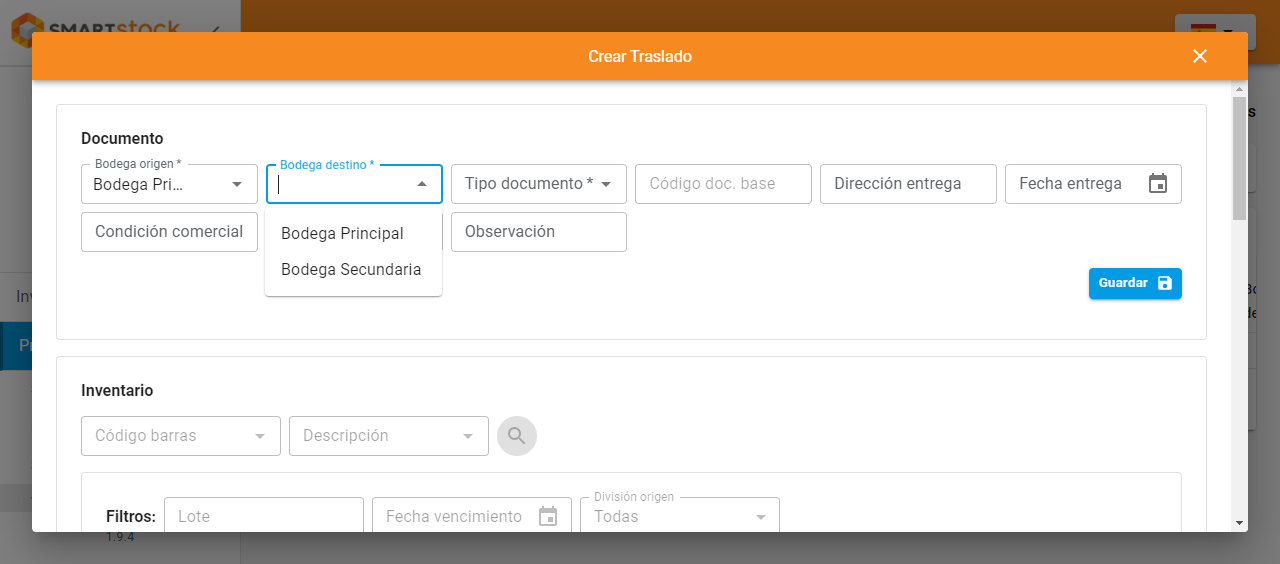 SMARTstock
Crear Traslado
Documento
Bodega origen *
Bodega Pri...
Bodega destino *
Tipo documento *
Código doc. base
Dirección entrega
Fecha entrega
Condición comercial
Bodega Principal
Bodega Secundaria
Observación
Guardar
Inventario
Código barras
Descripción
Filtros:
Lote
Fecha vencimiento
División origen
Todas
1.9.4